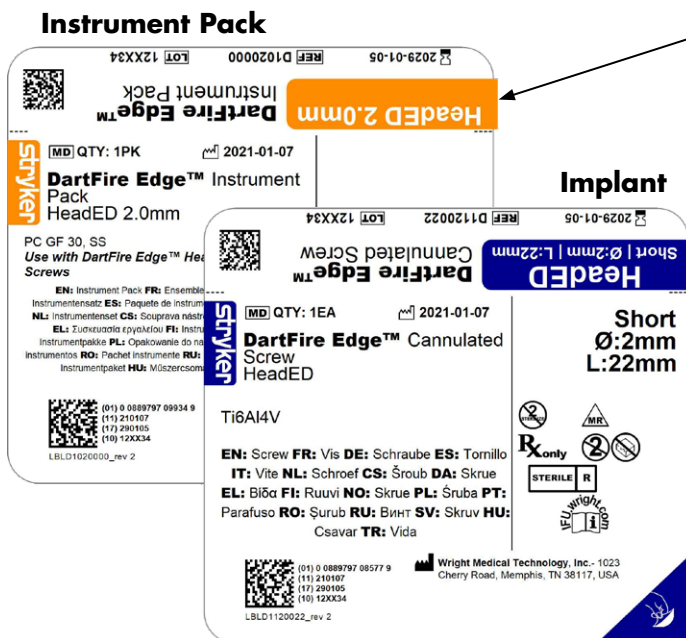 Instrument Pack
2029-01-05 REF D1020000 LOT 12XX34
HeadED 2.0mm
DartFire Edge™
Instrument Pack
stryker
MD QTY: 1PK 2021-01-07
DartFire Edge™ Instrument
Pack
HeadED 2.0mm
PC GF 30, SS
Use with DartFire Edge™
Screws
EN: Instrument Pack FR: Ensemble
Instrumentensatz ES: Paquete de
NL: Instrumentenset CS: Souprava
EL: Συσκευασία εργαλείου FI:
Instrumentpakke PL: Opakowanie do
instrumentos RO: Pachet instrumente RU:
Instrumentpaket HU:
(01) 0 0889797 09934 9
(11) 210107
(17) 290105
(10) 12XX34
LBLD1020000_rev 2
Implant
2029-01-05 REF D1120022 LOT 12XX34
HeadED
Short | Ø:2mm | L:22mm
DartFire Edge™
Cannulated Screw
stryker
MD QTY: 1EA 2021-01-07
DartFire Edge™ Cannulated
Screw
HeadED
Short
Ø:2mm
L:22mm
Ti6Al4V
EN: Screw FR: Vis DE: Schraube ES: Tornillo
IT: Vite NL: Schroef CS: Šroub DA: Skrue
EL: Βίδα FI: Ruuvi NO: Skrue PL: Śruba PT:
Parafuso RO: Șurub RU: Винт SV: Skruv HU:
Csavar TR: Vida
2 STERILIZE
MR
Rx only
2
STERILE R
IFU.wright.com
i
(01) 0 0889797 08577 9
(11) 210107
(17) 290105
(10) 12XX34
LBLD1120022_rev 2
Wright Medical Technology, Inc.- 1023
Cherry Road, Memphis, TN 38117, USA